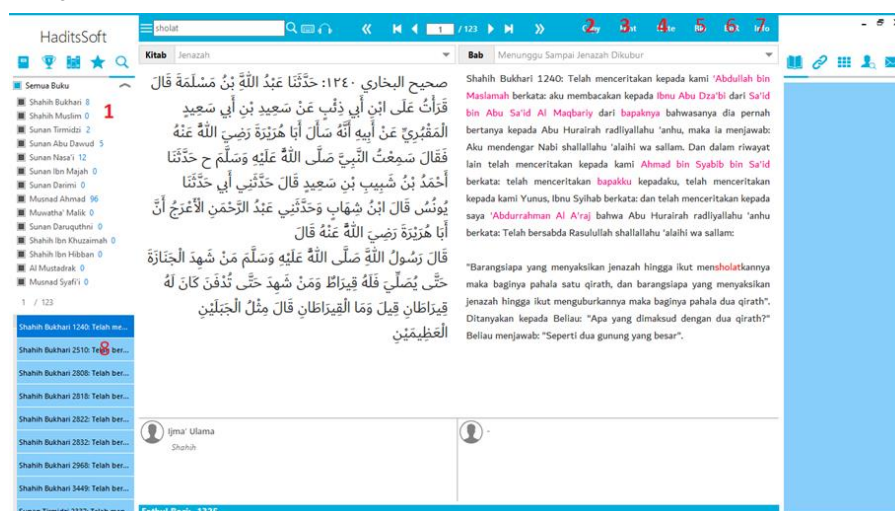 HaditsSoft
sholat
1 / 123
2 3 4 5 6 7
Kitab Jenazah
Bab Menunggu Sampai Jenazah Dikubur
Semua Buku
Shahih Bukhari 8
Shahih Muslim 0
1
Sunan Tirmidzi 2
Sunan Abu Dawud 5
Sunan Nasa'i 12
Sunan Ibn Majah 0
Sunan Darimi 0
Musnad Ahmad 96
Muwatha' Malik 0
Sunan Daruquthni 0
Shahih Ibn Khuzaimah 0
Shahih Ibn Hibban 0
Al Mustadrak 0
Musnad Syafi'i 0
1 / 123
Shahih Bukhari 1240: Telah me...
Shahih Bukhari 2510: Telah ber...
8
Shahih Bukhari 2808: Telah ber...
Shahih Bukhari 2818: Telah ber...
Shahih Bukhari 2822: Telah ber...
Shahih Bukhari 2832: Telah ber...
Shahih Bukhari 2968: Telah ber...
Shahih Bukhari 3449: Telah ber...
صحيح البخاري ١٢٤٠: حَدَّثَنَا عَبْدُ اللَّهِ بْنُ مَسْلَمَةَ قَالَ
قَرَأْتُ عَلَى ابْنِ أَبِي ذِئْبٍ عَنْ سَعِيدِ بْنِ أَبِي سَعِيدٍ
الْمَقْبُرِيِّ عَنْ أَبِيهِ أَنَّهُ سَأَلَ أَبَا هُرَيْرَةَ رَضِيَ اللَّهُ عَنْهُ
فَقَالَ سَمِعْتُ النَّبِيَّ صَلَّى اللَّهُ عَلَيْهِ وَسَلَّمَ ح حَدَّثَنَا
أَحْمَدُ بْنُ شَبِيبِ بْنِ سَعِيدٍ قَالَ حَدَّثَنِي أَبِي حَدَّثَنَا
يُونُسُ قَالَ ابْنُ شِهَابٍ وَحَدَّثَنِي عَبْدُ الرَّحْمَنِ الْأَعْرَجُ أَنَّ
أَبَا هُرَيْرَةَ رَضِيَ اللَّهُ عَنْهُ قَالَ
قَالَ رَسُولُ اللَّهِ صَلَّى اللَّهُ عَلَيْهِ وَسَلَّمَ مَنْ شَهِدَ الْجَنَازَةَ
حَتَّى يُصَلِّيَ فَلَهُ قِيرَاطٌ وَمَنْ شَهِدَ حَتَّى تُدْفَنَ كَانَ لَهُ
قِيرَاطَانِ قِيلَ وَمَا الْقِيرَاطَانِ قَالَ مِثْلُ الْجَبَلَيْنِ
الْعَظِيمَيْنِ
Shahih Bukhari 1240: Telah menceritakan kepada kami 'Abdullah bin
Maslamah berkata: aku membacakan kepada Ibnu Abu Dza'bi dari Sa'id
bin Abu Sa'id Al Maqbariy dari bapaknya bahwasanya dia pernah
bertanya kepada Abu Hurairah radliyallahu 'anhu, maka ia menjawab:
Aku mendengar Nabi shallallahu 'alaihi wa sallam. Dan dalam riwayat
lain telah menceritakan kepada kami Ahmad bin Syabib bin Sa'id
berkata: telah menceritakan bapakku kepadaku, telah menceritakan
kepada kami Yunus, Ibnu Syihab berkata: dan telah menceritakan kepada
saya 'Abdurrahman Al A'raj bahwa Abu Hurairah radliyallahu 'anhu
berkata: Telah bersabda Rasulullah shallallahu 'alaihi wa sallam:
"Barangsiapa yang menyaksikan jenazah hingga ikut mensholatkannya
maka baginya pahala satu qirath, dan barangsiapa yang menyaksikan
jenazah hingga ikut menguburkannya maka baginya pahala dua qirath".
Ditanyakan kepada Beliau: "Apa yang dimaksud dengan dua qirath?"
Beliau menjawab: "Seperti dua gunung yang besar".
Ijma' Ulama
Shahih
-